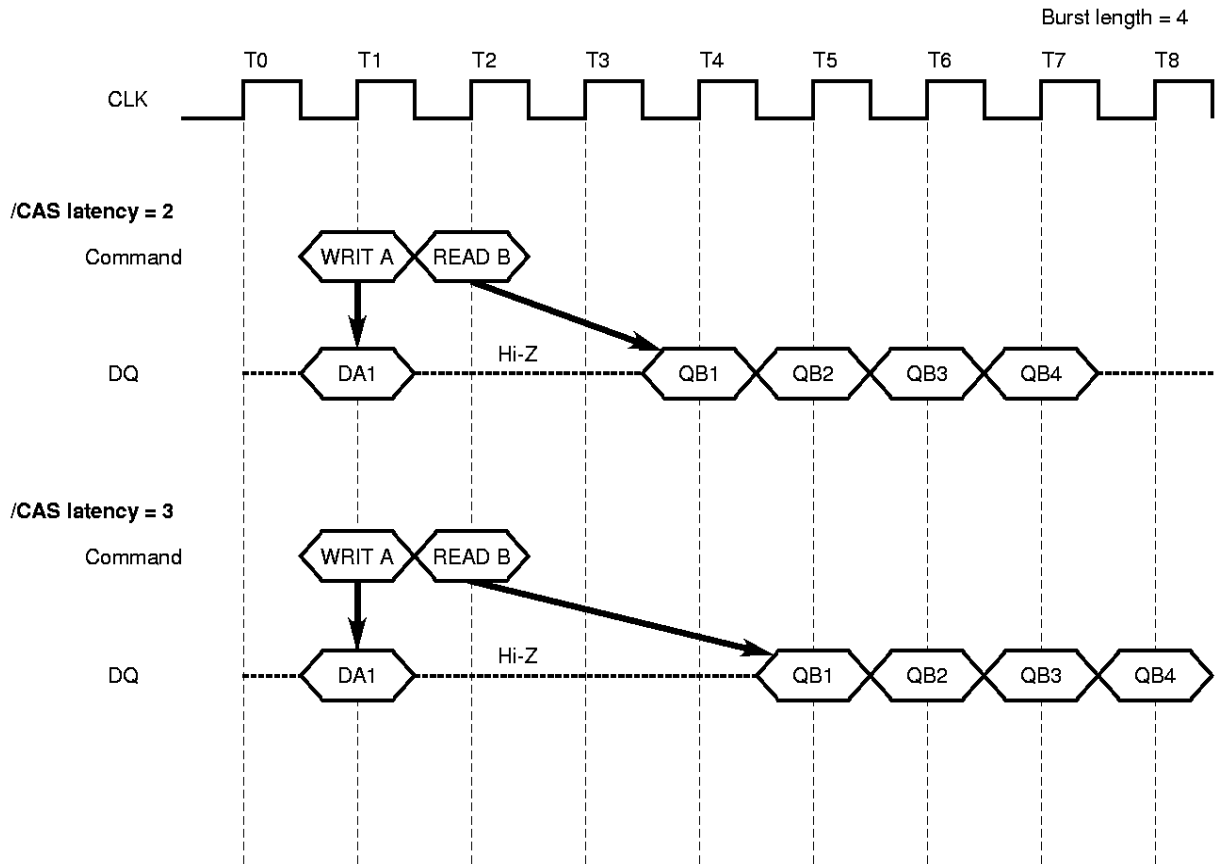 Burst length = 4
T0 T1 T2 T3 T4 T5 T6 T7 T8
CLK
/CAS latency = 2
Command WRIT A READ B
Hi-Z
DQ DA1 QB1 QB2 QB3 QB4
/CAS latency = 3
Command WRIT A READ B
Hi-Z
DQ DA1 QB1 QB2 QB3 QB4